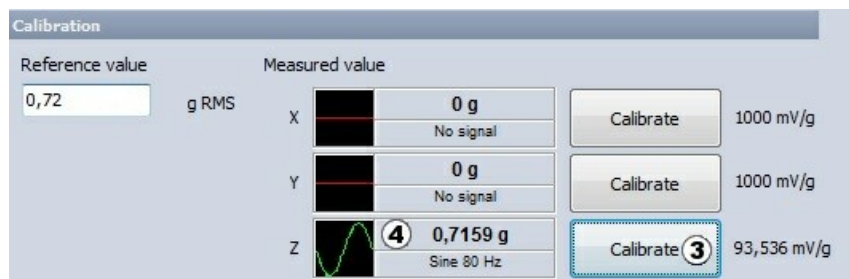 Calibration
Reference value Measured value
0,72 g RMS
X 0 g Calibrate 1000 mV/g
No signal
Y 0 g Calibrate 1000 mV/g
No signal
Z 4 0,7159 g Calibrate 3 93,536 mV/g
Sine 80 Hz